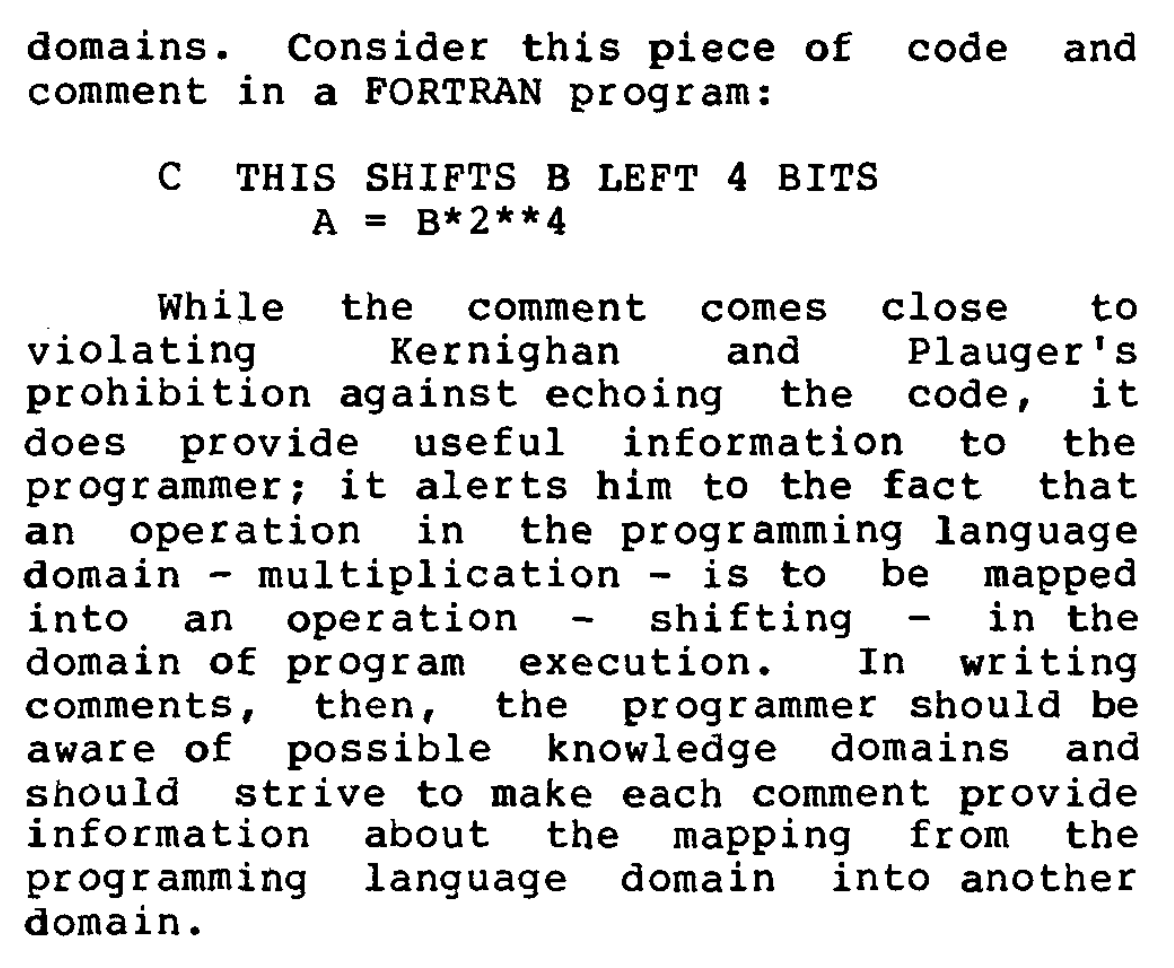 domains. Consider this piece of code and
comment in a FORTRAN program:
C THIS SHIFTS B LEFT 4 BITS
A = B*2**4
While the comment comes close to
violating Kernighan and Plauger's
prohibition against echoing the code, it
does provide useful information to the
programmer; it alerts him to the fact that
an operation in the programming language
domain - multiplication - is to be mapped
into an operation - shifting - in the
domain of program execution. In writing
comments, then, the programmer should be
aware of possible knowledge domains and
should strive to make each comment provide
information about the mapping from the
programming language domain into another
domain.